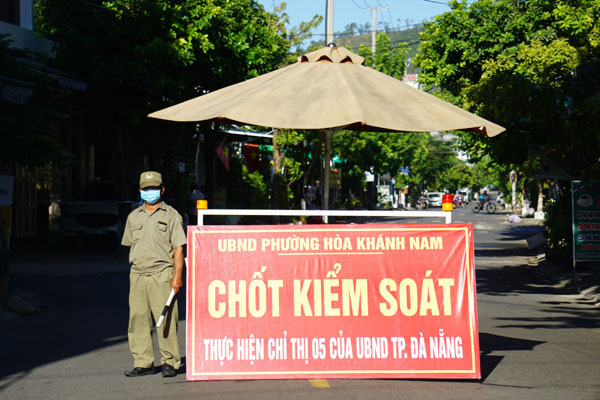 UBND PHƯỜNG HÒA KHÁNH NAM
CHỐT KIỂM SOÁT
THỰC HIỆN CHỈ THỊ 05 CỦA UBND TP. ĐÀ NẴNG